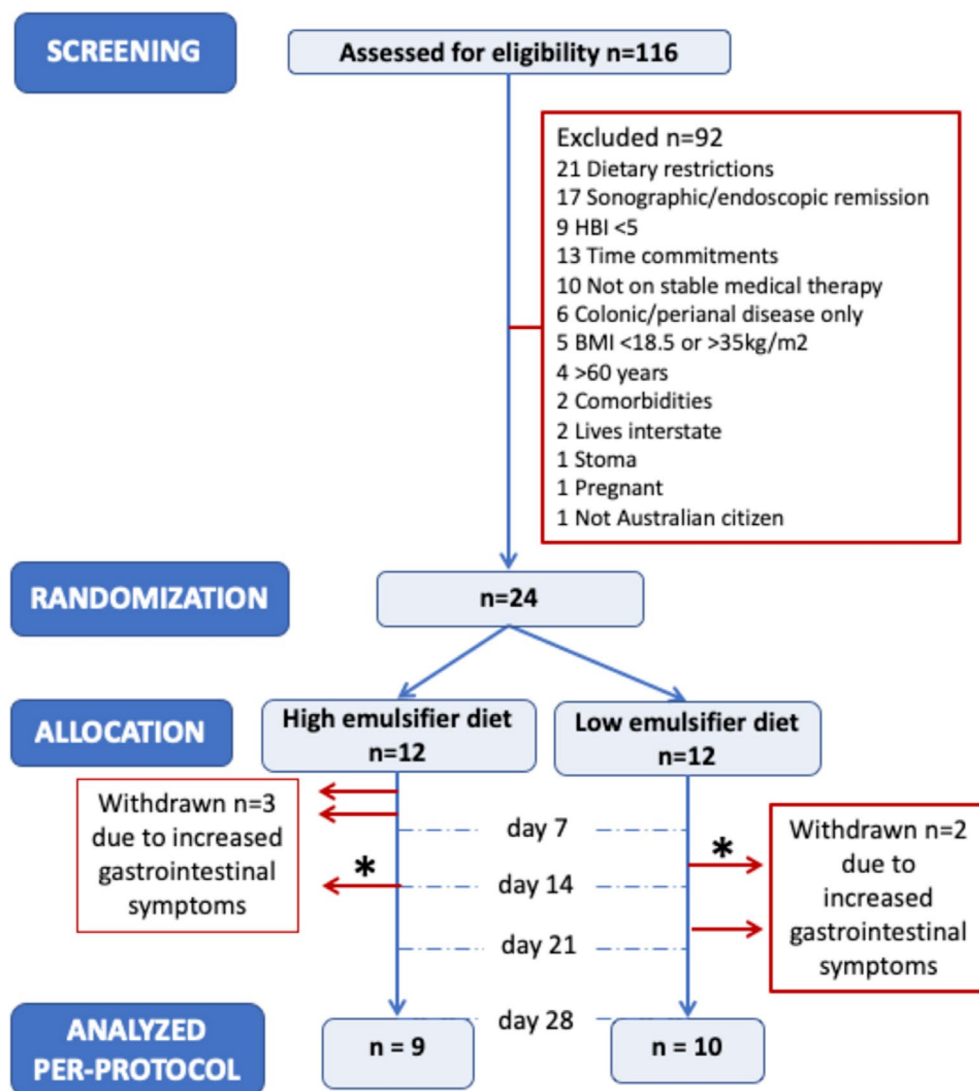 SCREENING
Assessed for eligibility n=116
Excluded n=92
21 Dietary restrictions
17 Sonographic/endoscopic remission
9 HBI <5
13 Time commitments
10 Not on stable medical therapy
6 Colonic/perianal disease only
5 BMI <18.5 or >35kg/m2
4 >60 years
2 Comorbidities
2 Lives interstate
1 Stoma
1 Pregnant
1 Not Australian citizen
RANDOMIZATION
n=24
ALLOCATION
High emulsifier diet
n=12
Low emulsifier diet
n=12
Withdrawn n=3
due to increased
gastrointestinal
symptoms
*
day 7
day 14
day 21
day 28
*
Withdrawn n=2
due to
increased
gastrointestinal
symptoms
ANALYZED
PER-PROTOCOL
n = 9
n = 10